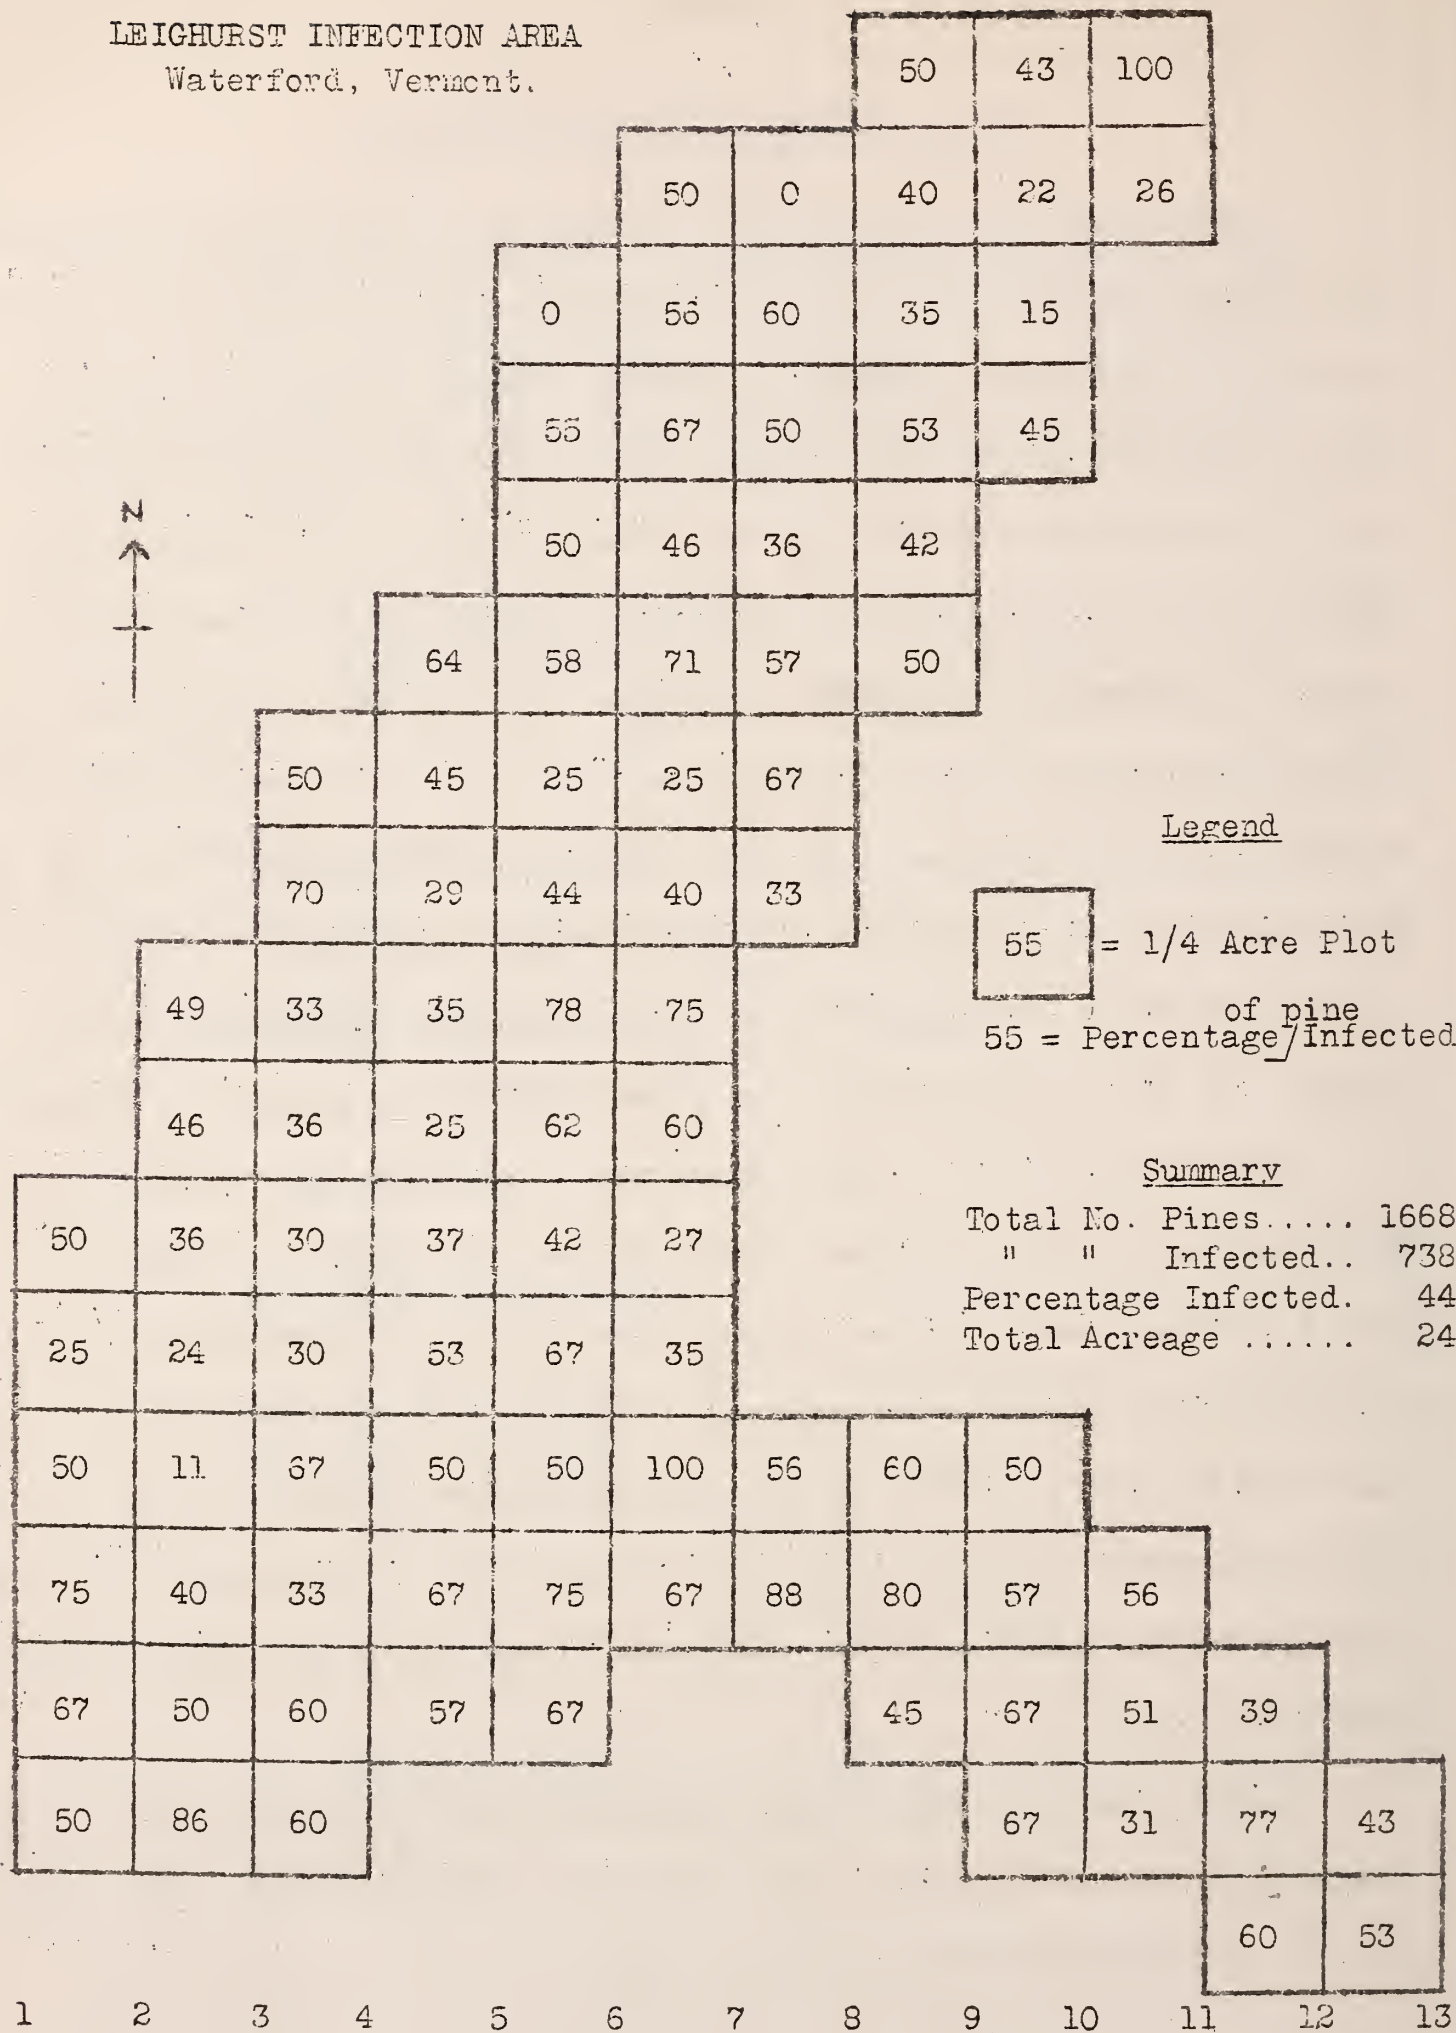 LEIGHURST INFECTION AREA
Waterford, Vermont.
50 43 100
50 0 40 22 26
0 56 60 35 15
55 67 50 53 45
N
50 46 36 42
64 58 71 57 50
50 45 25 25 67
Legend
70 29 44 40 33
55 = 1/4 Acre Plot
49 33 35 78 75
of pine
55 = Percentage/Infected
46 36 25 62 60
Summary
Total No. Pines..... 1668
" " Infected.. 738
Percentage Infected. 44
Total Acreage ...... 24
50 36 30 37 42 27
25 24 30 53 67 35
50 11 67 50 50 100 56 60 50
75 40 33 67 75 67 88 80 57 56
67 50 60 57 67 45 67 51 39
50 86 60 67 31 77 43
60 53
1 2 3 4 5 6 7 8 9 10 11 12 13